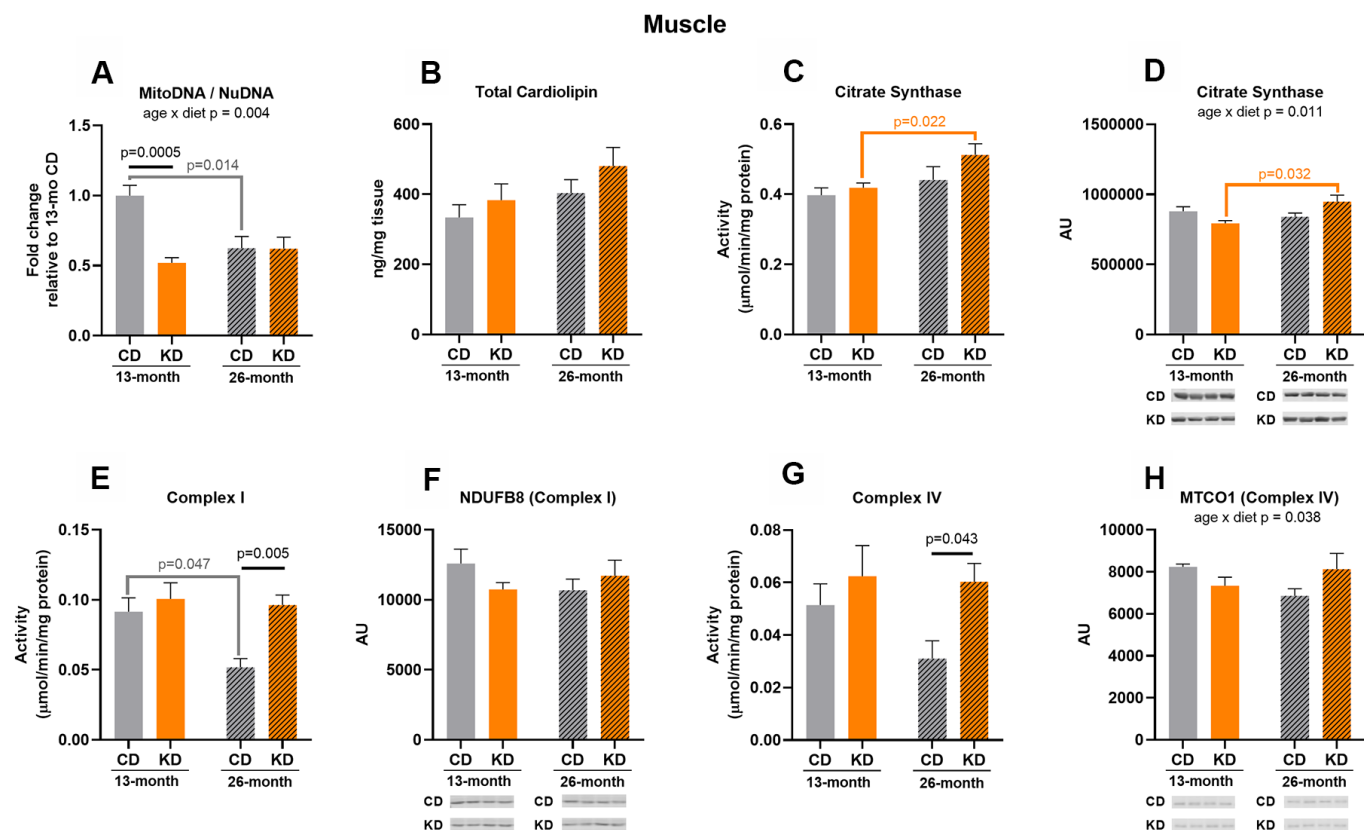 Muscle
A
MitoDNA / NuDNA
age x diet p = 0.004
Fold change
relative to 13-mo CD
1.5
1.0
0.5
0.0
p=0.0005
p=0.014
CD KD CD KD
13-month 26-month
B
Total Cardiolipin
ng/mg tissue
600
400
200
0
CD KD CD KD
13-month 26-month
C
Citrate Synthase
Activity
(µmol/min/mg protein)
0.6
0.4
0.2
0.0
p=0.022
CD KD CD KD
13-month 26-month
D
Citrate Synthase
age x diet p = 0.011
AU
1500000
1000000
500000
0
p=0.032
CD KD CD KD
13-month 26-month
CD CD
KD KD
E
Complex I
Activity
(µmol/min/mg protein)
0.15
0.10
0.05
0.00
p=0.047
p=0.005
CD KD CD KD
13-month 26-month
F
NDUFB8 (Complex I)
AU
15000
10000
5000
0
CD KD CD KD
13-month 26-month
CD CD
KD KD
G
Complex IV
Activity
(µmol/min/mg protein)
0.08
0.06
0.04
0.02
0.00
p=0.043
CD KD CD KD
13-month 26-month
H
MTCO1 (Complex IV)
age x diet p = 0.038
AU
10000
8000
6000
4000
2000
0
CD KD CD KD
13-month 26-month
CD CD
KD KD